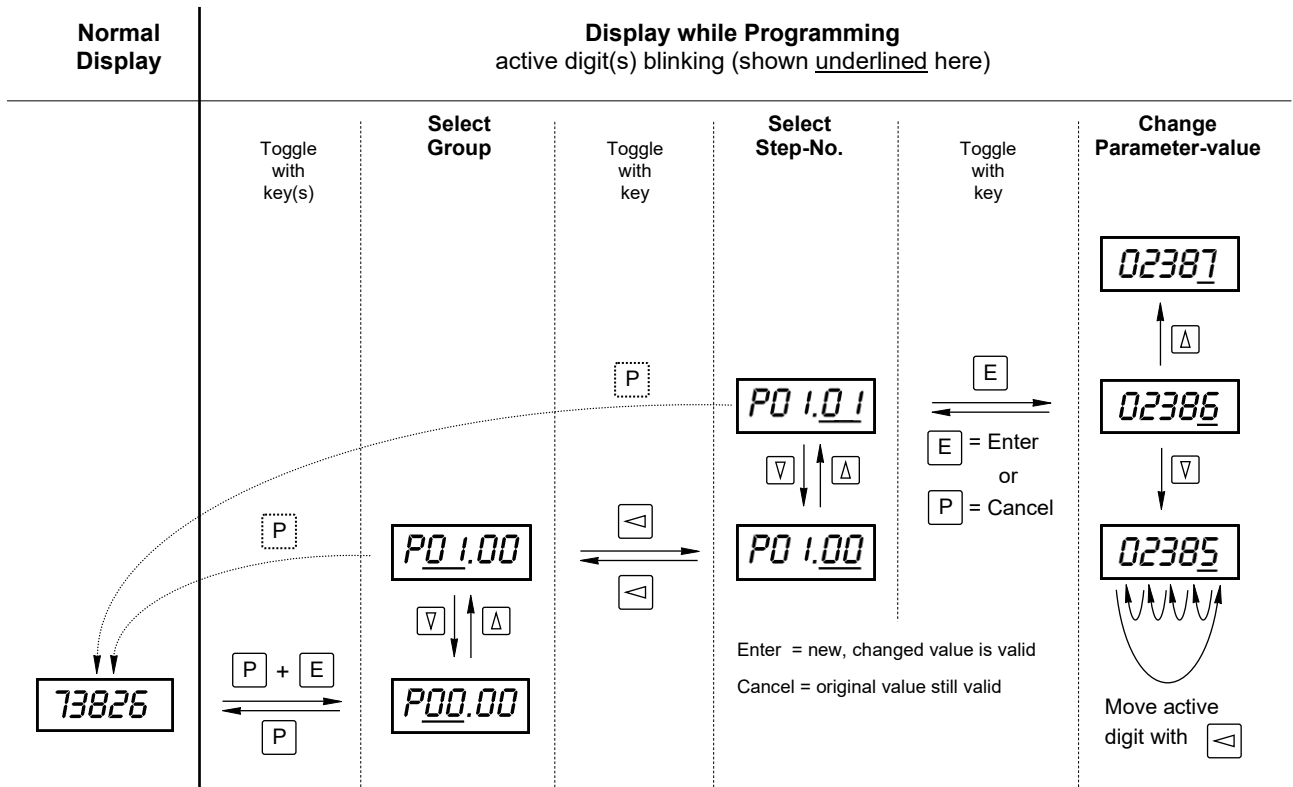 Normal
Display
Display while Programming
active digit(s) blinking (shown underlined here)
Toggle
with
key(s)
Select
Group
Toggle
with
key
Select
Step-No.
Toggle
with
key
Change
Parameter-value
02387
P
P01.01
E
02386
E = Enter
or
P = Cancel
P
P01.00
P01.00
02385
Enter = new, changed value is valid
Cancel = original value still valid
P + E
73826
P00.00
P
Move active
digit with